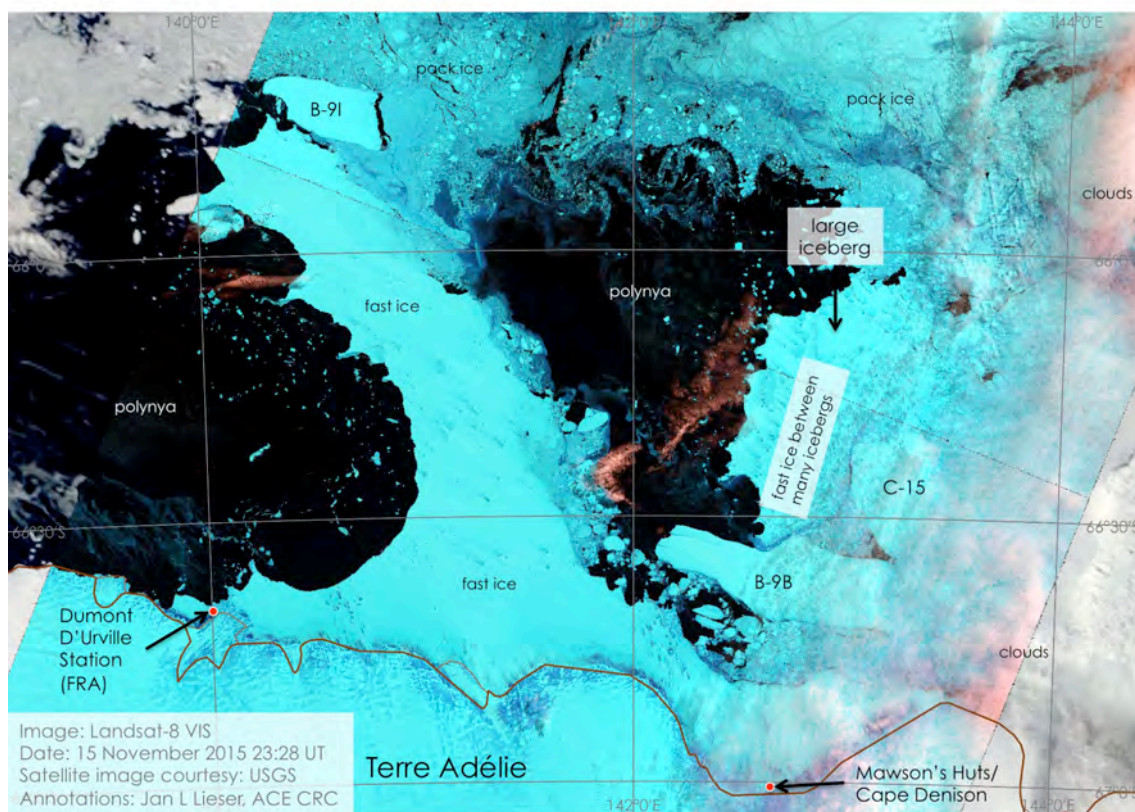 140°0'E
142°0'E
144°0'E
pack ice
B-9I
pack ice
clouds
large
iceberg
66°0'S
polynya
fast ice
polynya
fast ice between
many icebergs
C-15
66°30'S
66°30'S
B-9B
fast ice
Dumont
D'Urville
Station
(FRA)
clouds
Image: Landsat-8 VIS
Date: 15 November 2015 23:28 UT
Satellite image courtesy: USGS
Annotations: Jan L Lieser, ACE CRC
Terre Adélie
Mawson's Huts/
Cape Denison
142°0'E
144°0'E